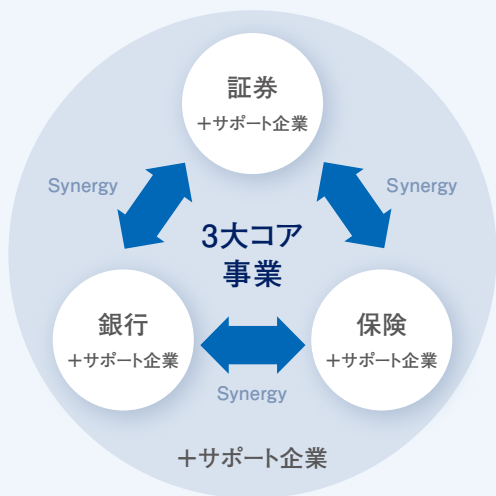 証券
＋サポート企業
Synergy
Synergy
3大コア
事業
銀行
＋サポート企業
保険
＋サポート企業
Synergy
＋サポート企業